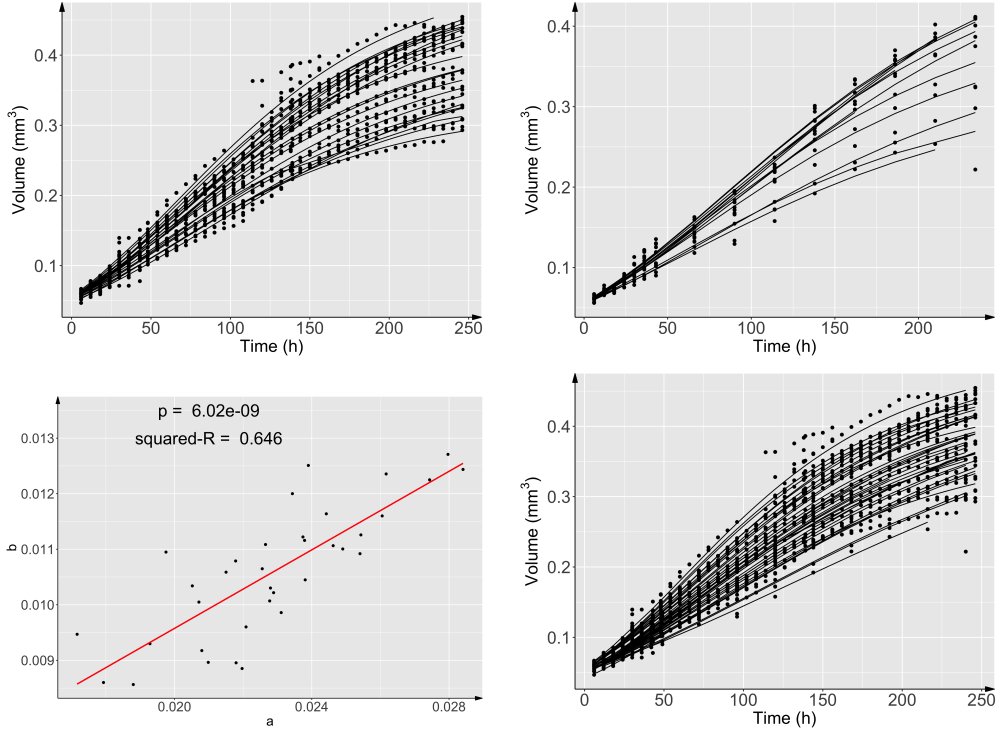 0.4
0.3
0.2
0.1
Volume (mm³)
0 50 100 150 200 250
Time (h)
0.4
0.3
0.2
0.1
Volume (mm³)
0 50 100 150 200
Time (h)
p = 6.02e-09
squared-R = 0.646
0.013
0.012
0.011
0.010
0.009
b
0.020 0.024 0.028
a
0.4
0.3
0.2
0.1
Volume (mm³)
0 50 100 150 200 250
Time (h)